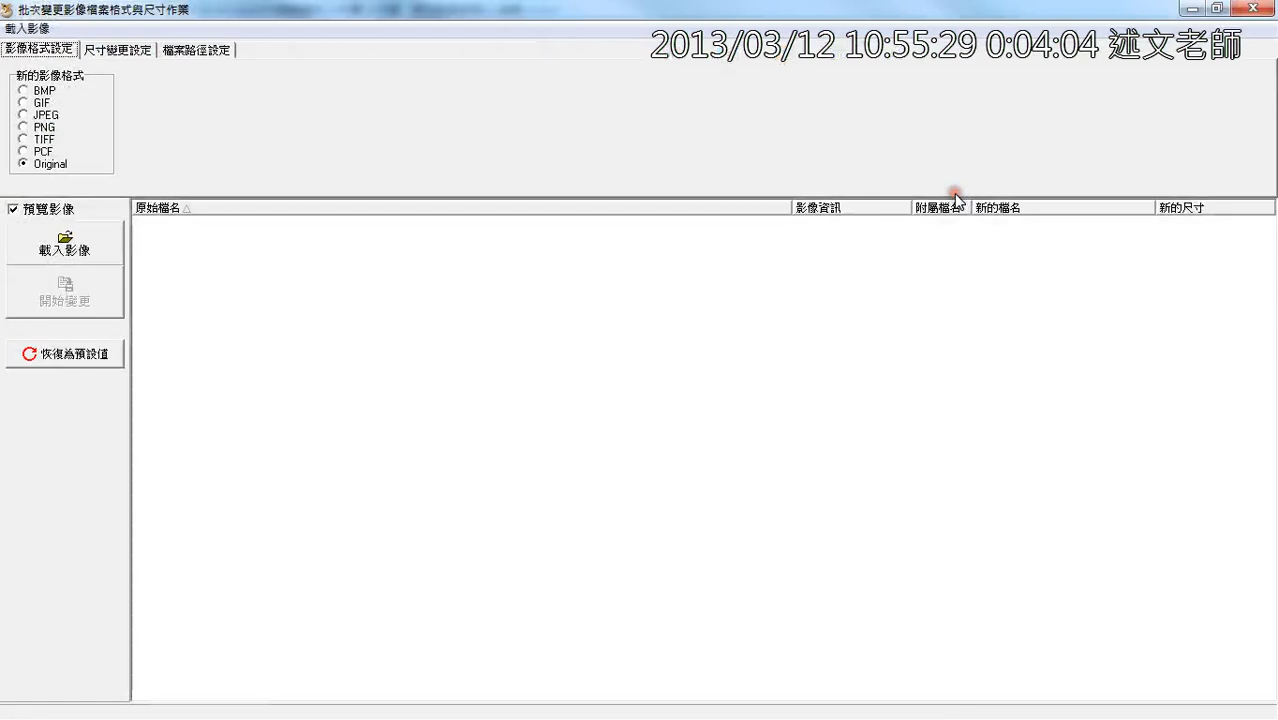 批次變更影像檔案格式與尺寸作業
載入影像
影像格式設定 尺寸變更設定 檔案路徑設定
2013/03/12 10:55:29 0:04:04 述文老師
新的影像格式
BMP
GIF
JPEG
PNG
TIFF
PCF
Original
預覽影像
原始檔名 影像資訊 附屬檔名 新的檔名 新的尺寸
載入影像
開始變更
恢復為預設值